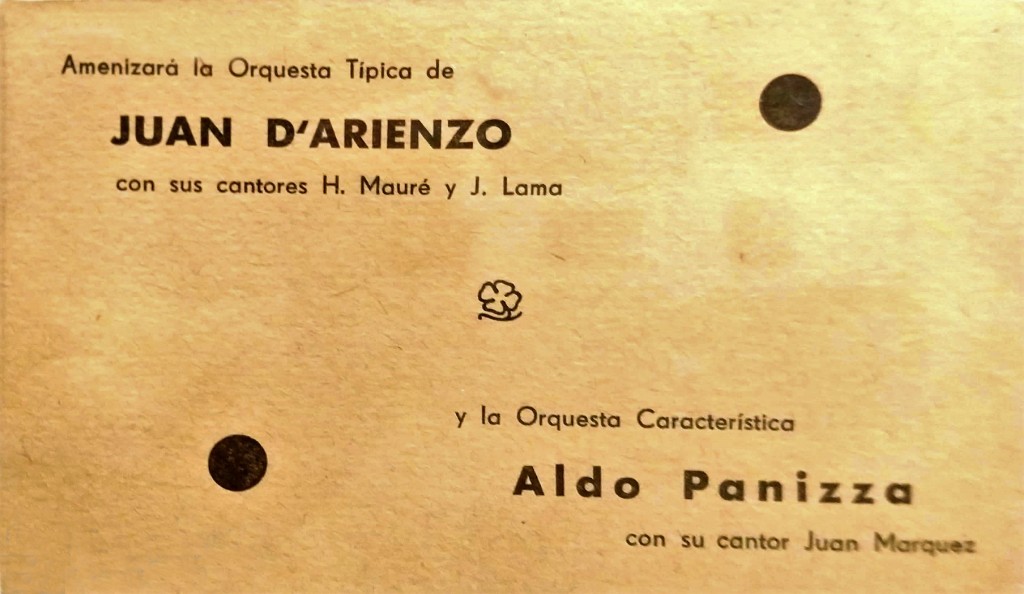 Amenizará la Orquesta Típica de
JUAN D'ARIENZO
con sus cantores H. Mauré y J. Lama
y la Orquesta Característica
Aldo Panizza
con su cantor Juan Marquez